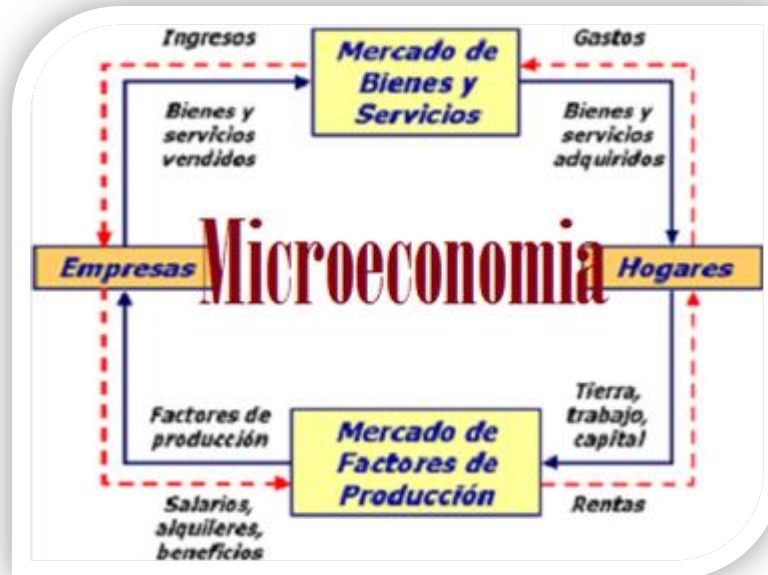 Ingresos
Mercado de
Bienes y
Servicios
Gastos
Bienes y
servicios
vendidos
Bienes y
servicios
adquiridos
Empresas
Microeconomia
Hogares
Factores de
producción
Mercado de
Factores de
Producción
Tierra,
trabajo,
capital
Salarios,
alquileres,
beneficios
Rentas